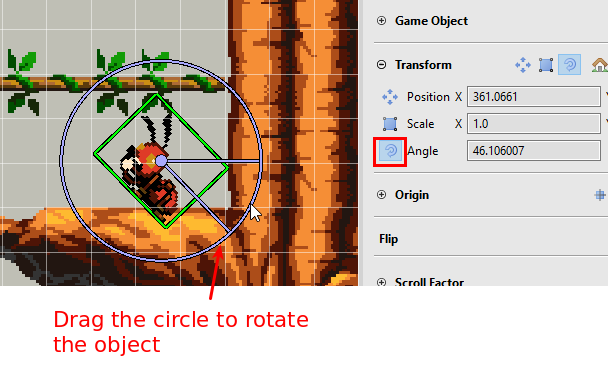 Game Object
Transform
Position X 361.0661
Scale X 1.0
Angle 46.106007
Origin
Flip
Scroll Factor
Drag the circle to rotate
the object